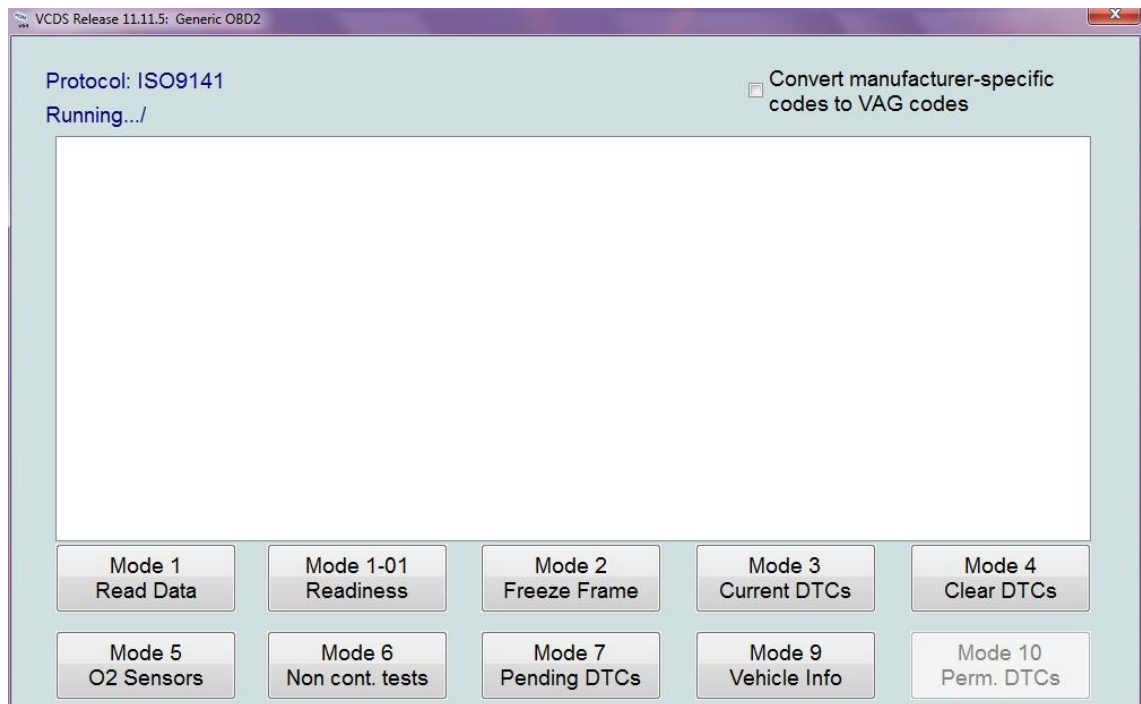 VCDS Release 11.11.5: Generic OBD2
Protocol: ISO9141
Running.../
Convert manufacturer-specific
codes to VAG codes
Mode 1
Read Data
Mode 1-01
Readiness
Mode 2
Freeze Frame
Mode 3
Current DTCs
Mode 4
Clear DTCs
Mode 5
O2 Sensors
Mode 6
Non cont. tests
Mode 7
Pending DTCs
Mode 9
Vehicle Info
Mode 10
Perm. DTCs